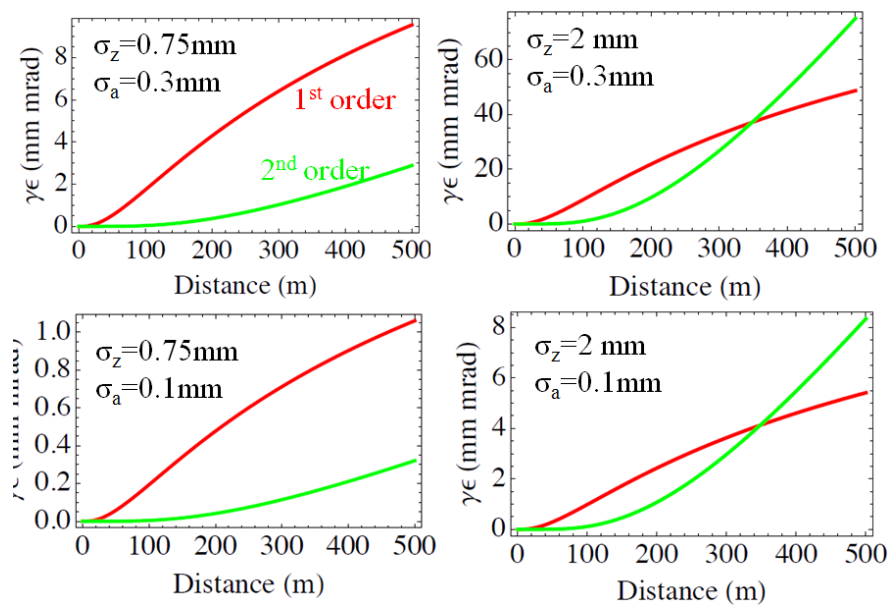 σz=0.75mm
σa=0.3mm
1st order
2nd order
γϵ (mm mrad)
8
6
4
2
0
0 100 200 300 400 500
Distance (m)
σz=2 mm
σa=0.3mm
γϵ (mm mrad)
60
40
20
0
0 100 200 300 400 500
Distance (m)
σz=0.75mm
σa=0.1mm
(mm mrad)
1.0
0.8
0.6
0.4
0.2
0.0
0 100 200 300 400 500
Distance (m)
σz=2 mm
σa=0.1mm
γϵ (mm mrad)
8
6
4
2
0
0 100 200 300 400 500
Distance (m)